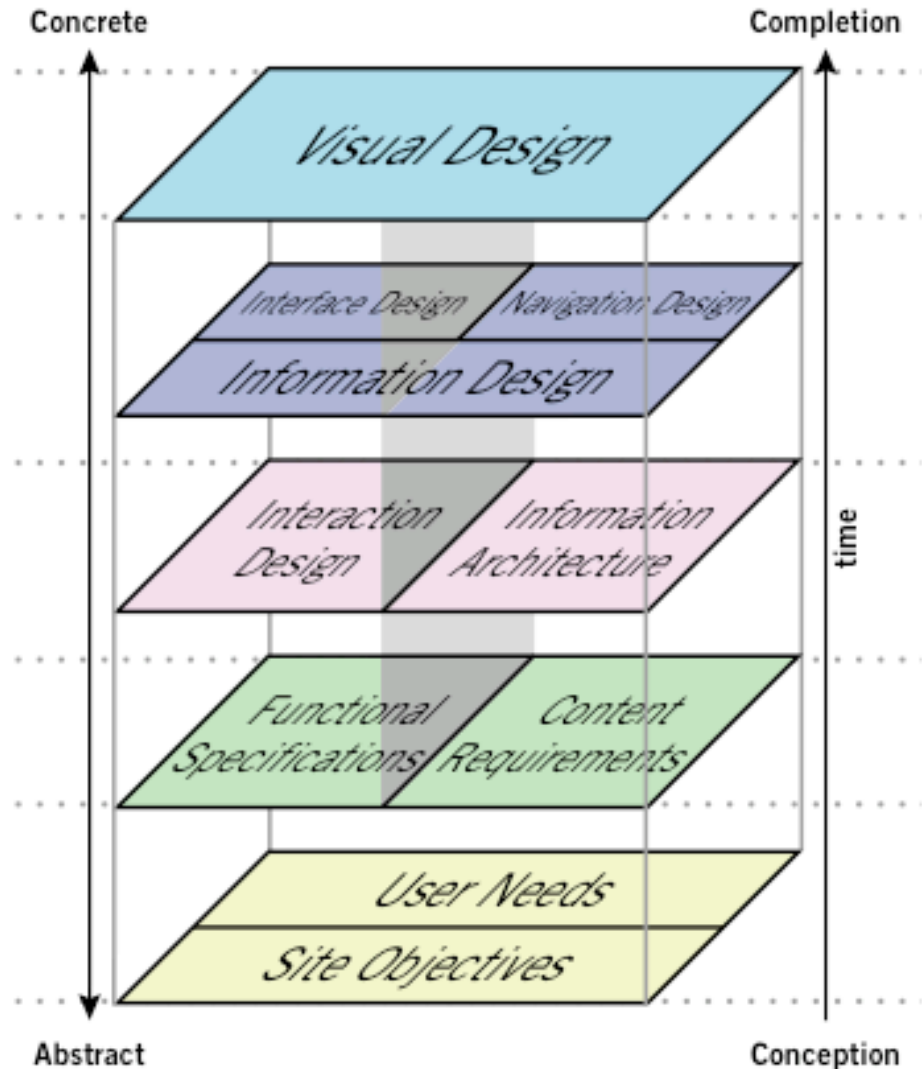 Concrete
Completion
Visual Design
Interface Design
Navigation Design
Information Design
Interaction
Design
Information
Architecture
time
Functional
Specifications
Content
Requirements
User Needs
Site Objectives
Abstract
Conception